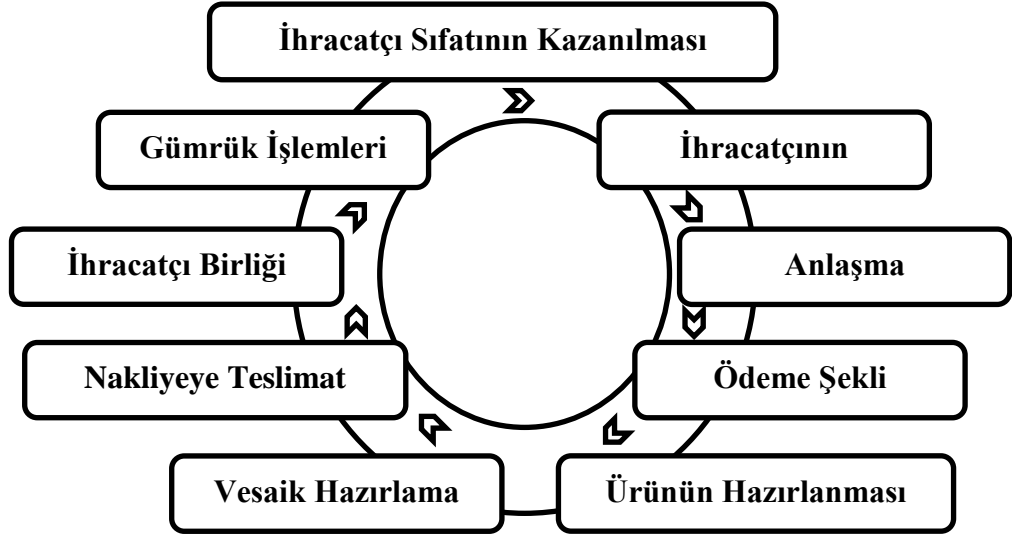 İhracatçı Sıfatının Kazanılması
Gümrük İşlemleri
İhracatçının
İhracatçı Birliği
Anlaşma
Nakliyeye Teslimat
Ödeme Şekli
Vesaik Hazırlama
Ürünün Hazırlanması